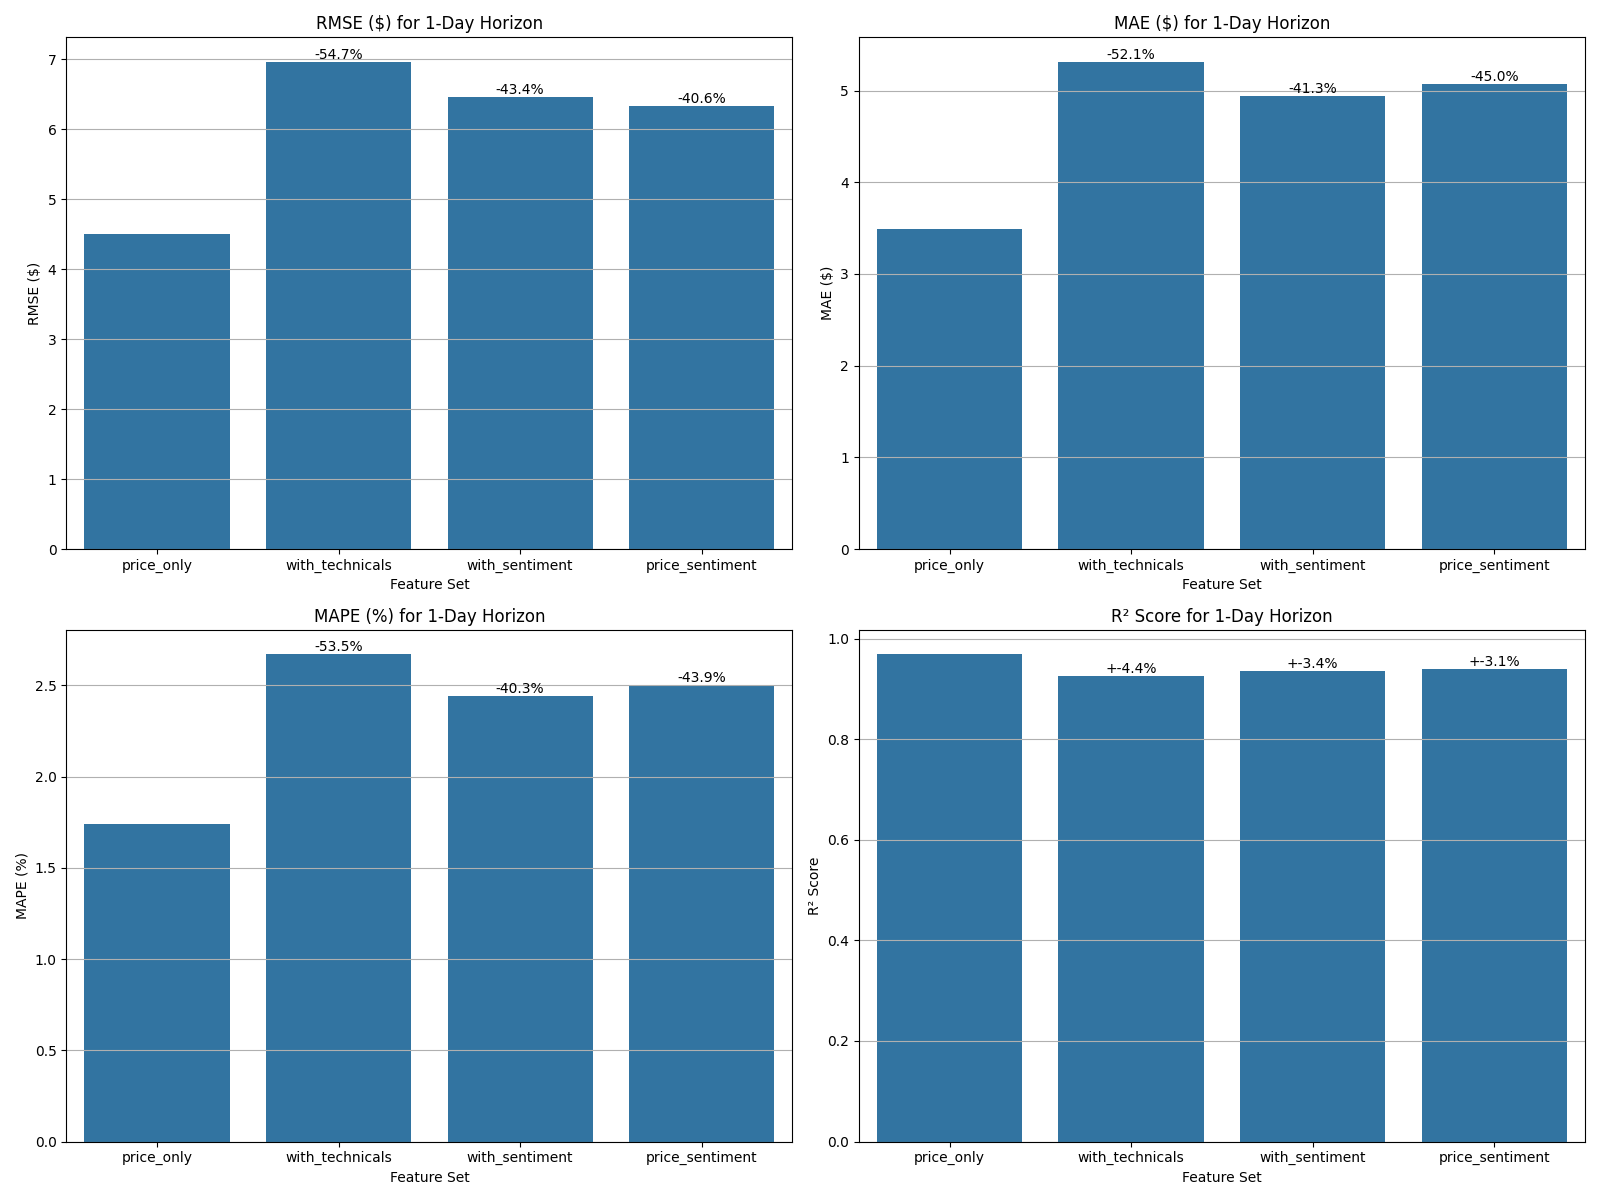 RMSE ($) for 1-Day Horizon
RMSE ($)
7
6
5
4
3
2
1
0
-54.7%
-43.4%
-40.6%
price_only
with_technicals
with_sentiment
price_sentiment
Feature Set
MAE ($) for 1-Day Horizon
MAE ($)
5
4
3
2
1
0
-52.1%
-41.3%
-45.0%
price_only
with_technicals
with_sentiment
price_sentiment
Feature Set
MAPE (%) for 1-Day Horizon
MAPE (%)
2.5
2.0
1.5
1.0
0.5
0.0
-53.5%
-40.3%
-43.9%
price_only
with_technicals
with_sentiment
price_sentiment
Feature Set
R² Score for 1-Day Horizon
R² Score
1.0
0.8
0.6
0.4
0.2
0.0
+-4.4%
+-3.4%
+-3.1%
price_only
with_technicals
with_sentiment
price_sentiment
Feature Set